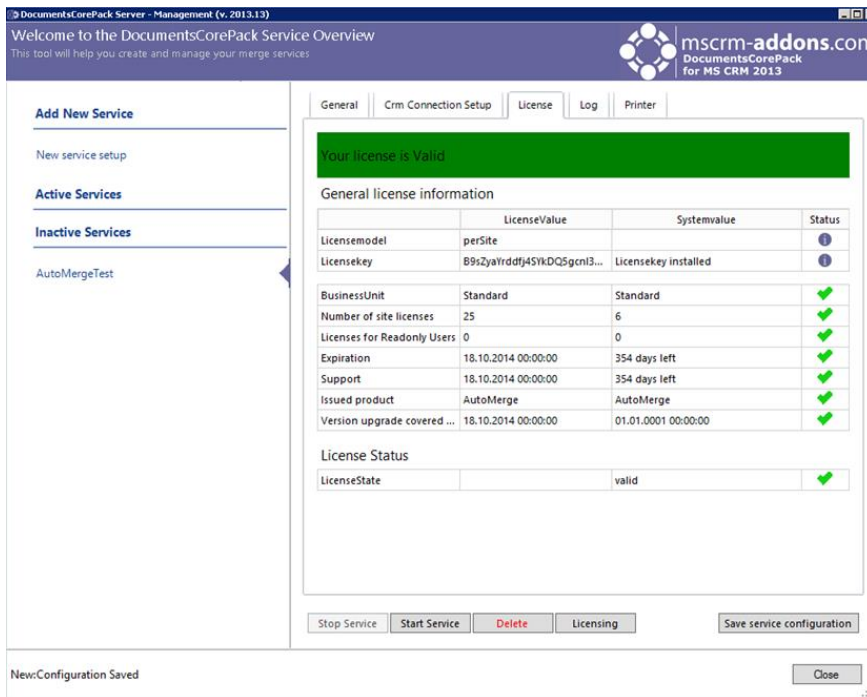 DocumentsCorePack Server - Management (v. 2013.13)
Welcome to the DocumentsCorePack Service Overview
This tool will help you create and manage your merge services
mscrm-addons.com
DocumentsCorePack
for MS CRM 2013
Add New Service
New service setup
Active Services
Inactive Services
AutoMergeTest
General Crm Connection Setup License Log Printer
Your license is Valid
General license information
LicenseValue Systemvalue Status
Licensemodel perSite
Licensekey Licensekey installed
BusinessUnit Standard Standard
Number of site licenses 25 6
Licenses for Readonly Users 0 0
Expiration 18.10.2014 00:00:00 354 days left
Support 18.10.2014 00:00:00 354 days left
Issued product AutoMerge AutoMerge
Version upgrade covered ... 18.10.2014 00:00:00 01.01.0001 00:00:00
License Status
LicenseState valid
Stop Service Start Service Delete Licensing Save service configuration
New:Configuration Saved Close